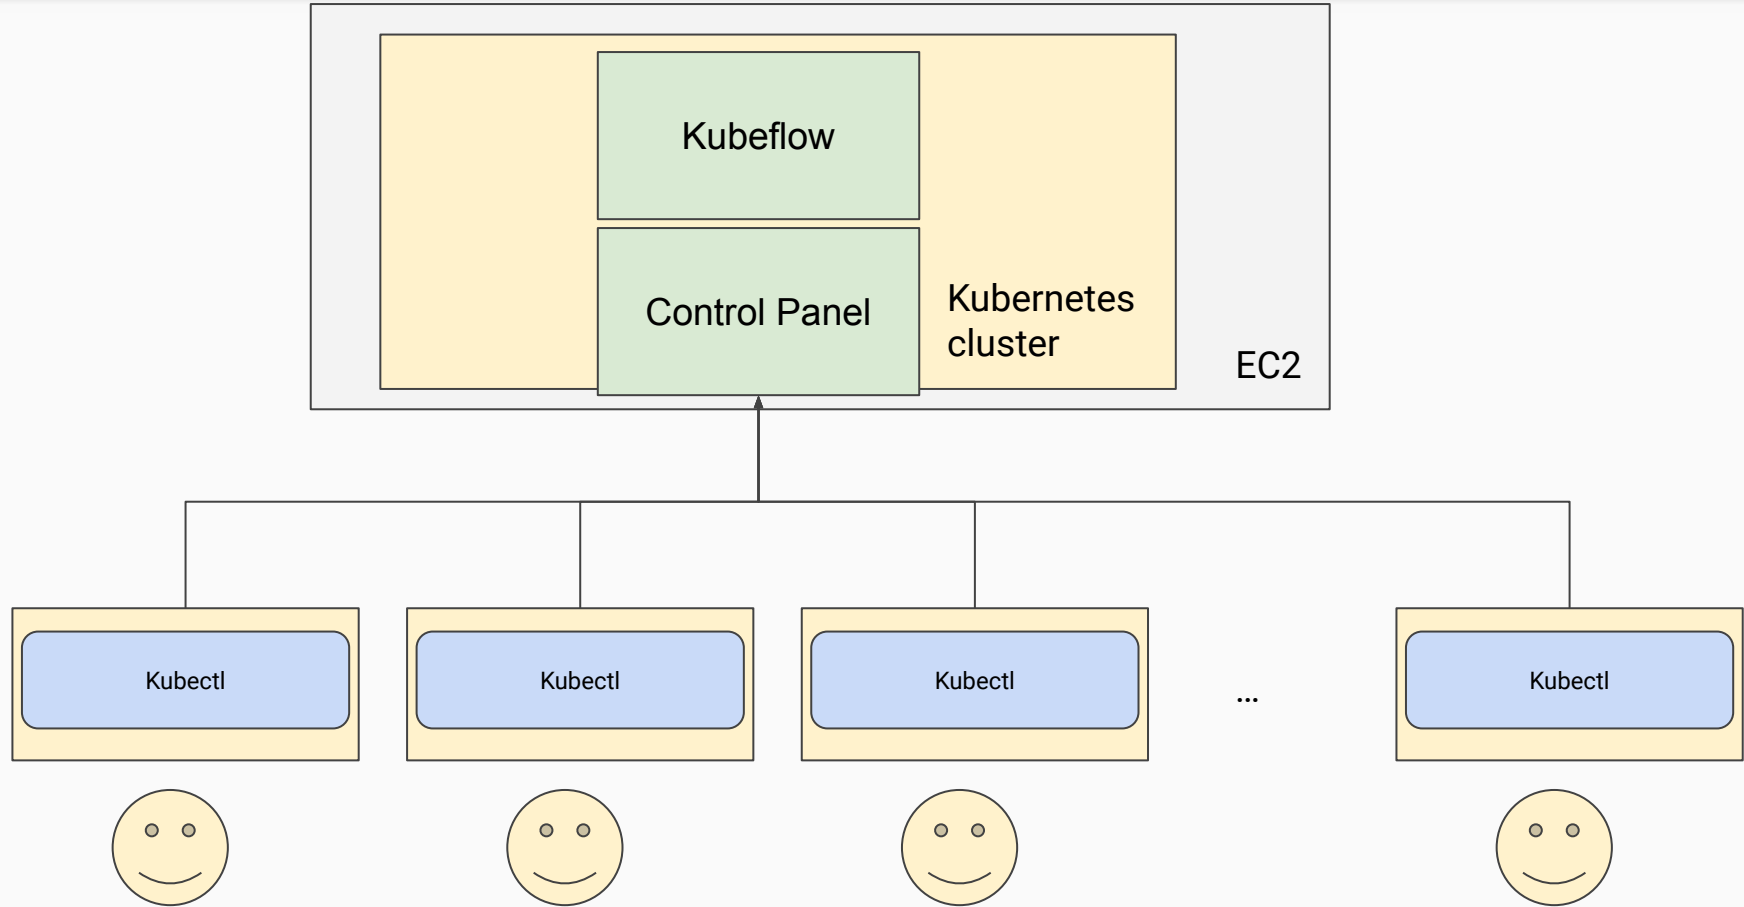 Kubeflow
Control Panel
Kubernetes
cluster
EC2
Kubectl
Kubectl
Kubectl
...
Kubectl